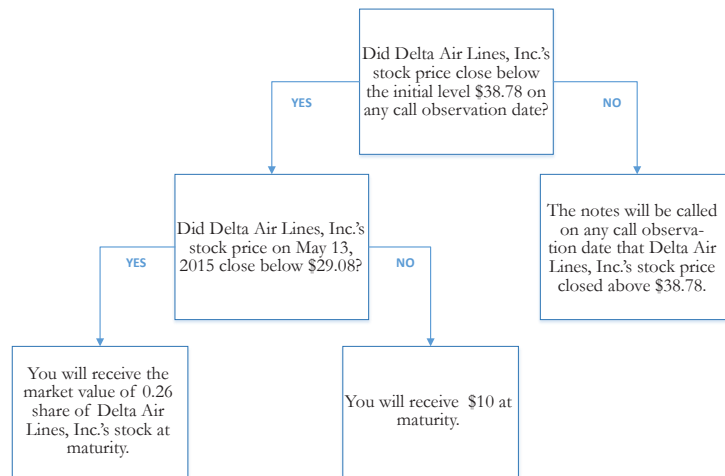 Did Delta Air Lines, Inc.'s
stock price close below
the initial level $38.78 on
any call observation date?
YES
NO
Did Delta Air Lines, Inc.'s
stock price on May 13,
2015 close below $29.08?
The notes will be called
on any call observa-
tion date that Delta Air
Lines, Inc.'s stock price
closed above $38.78.
YES
NO
You will receive the
market value of 0.26
share of Delta Air
Lines, Inc.'s stock at
maturity.
You will receive $10 at
maturity.